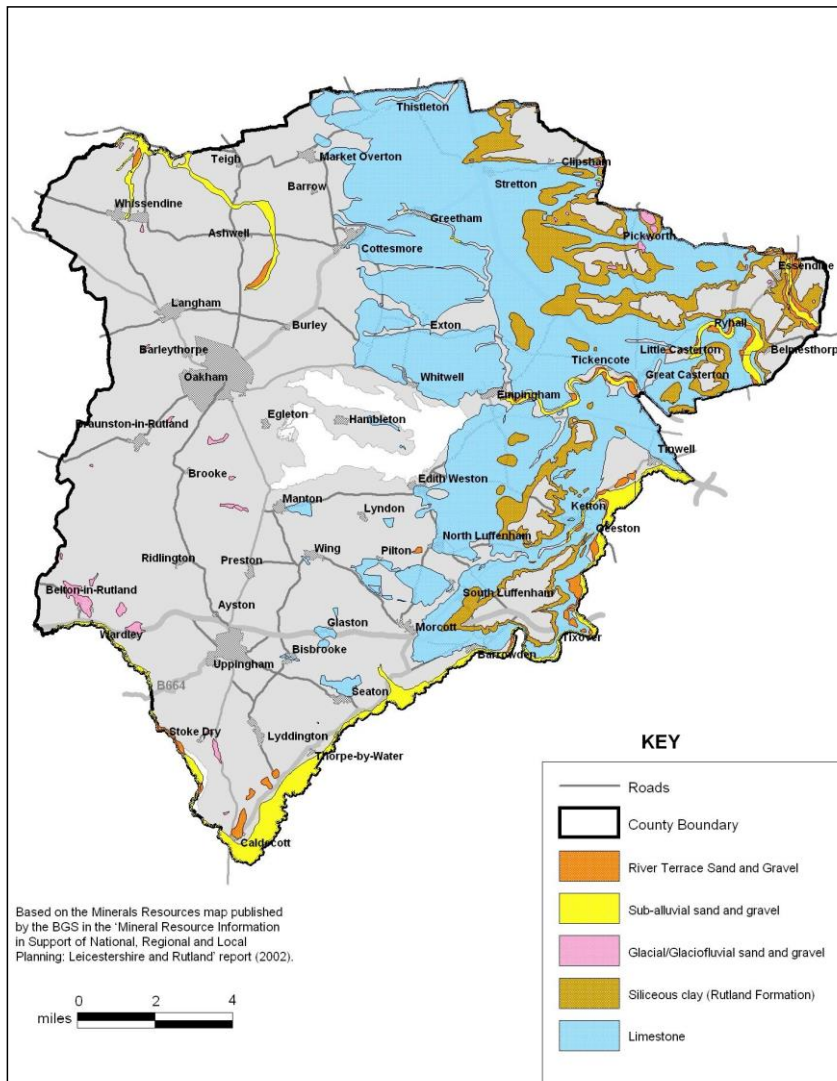 Thistleton
Market Overton
Teigh
Clipsham
Barrow
Stretton
Whissendine
Greetham
Ashwell
Pickworth
Cottesmore
Essendine
Langham
Burley
Exton
Ryhall
Barleythorpe
Little Casterton
Belmesthorpe
Tickencote
Oakham
Whitwell
Great Casterton
Empingham
Egleton
Hambleton
Braunston-in-Rutland
Tinwell
Brooke
Edith Weston
Manton
Lyndon
Ketton
Geeston
North Luffenham
Wing
Pilton
Ridlington
Preston
Belton-in-Rutland
South Luffenham
Ayston
Glaston
Morcott
Wardley
Tixover
Bisbrooke
Barrowden
Uppingham
B664
Seaton
Stoke Dry
Lyddington
Thorpe-by-Water
Caldecott
KEY
Roads
County Boundary
River Terrace Sand and Gravel
Sub-alluvial sand and gravel
Glacial/Glaciofluvial sand and gravel
Siliceous clay (Rutland Formation)
Limestone
Based on the Minerals Resources map published
by the BGS in the 'Mineral Resource Information
in Support of National, Regional and Local
Planning: Leicestershire and Rutland' report (2002).
0 2 4
miles